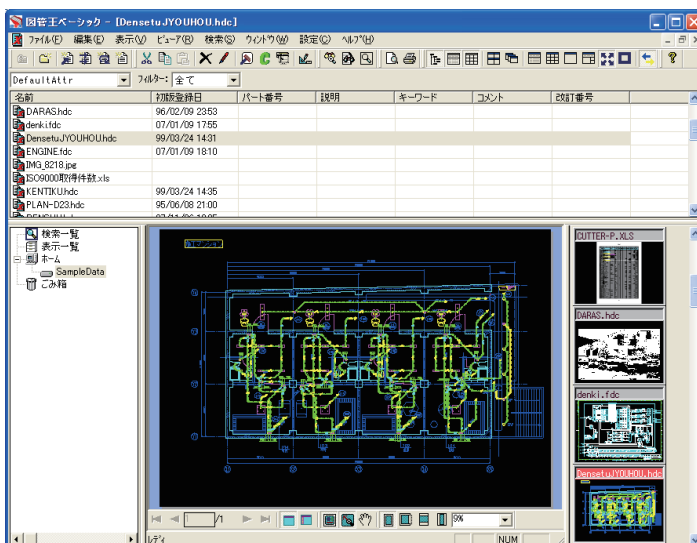 図管王ベーシック - [DensetuJYOUHOU.hdc]
ファイル(F) 編集(E) 表示(V) ビューア(R) 検索(S) ウィンドウ(W) 設定(C) ヘルプ(H)
DefaultAttr フィルター: 全て
名前 初版登録日 パート番号 説明 キーワード コメント 改訂番号
DARAS.hdc 96/02/09 23:53
denki.fdc 07/01/09 17:55
DensetuJYOUHOU.hdc 99/03/24 14:31
ENGINE.fdc 07/01/09 18:10
IMG_8218.jpg
ISO9000取得件数.xls
KENTIKU.hdc 99/03/24 14:35
PLAN-D23.hdc 95/06/08 21:00
検索一覧
表示一覧
ホーム
SampleData
ごみ箱
CUTTER-P.XLS
DARAS.hdc
denki.fdc
DensetuJYOUHOU.hdc
1 /1 9%
レディ NUM